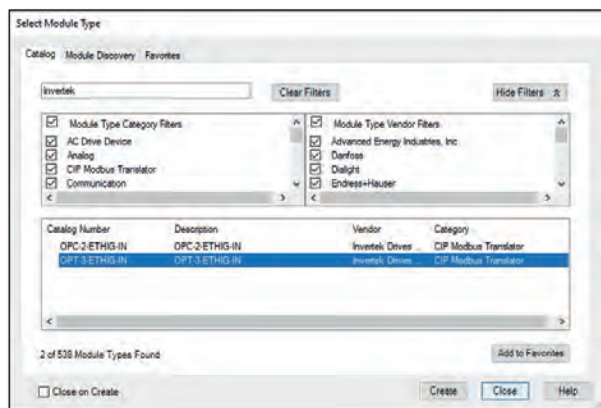 Select Module Type
Catalog Module Discovery Favorites
Invertek Clear Filters Hide Filters
Module Type Category Filters
AC Drive Device
Analog
CIP Modbus Translator
Communication
Module Type Vendor Filters
Advanced Energy Industries, Inc
Danfoss
Dialight
Endress+Hauser
Catalog Number Description Vendor Category
OPC-2-ETHIG-IN OPC-2-ETHIG-IN Invertek Drives ... CIP Modbus Translator
OPT-3-ETHIG-IN OPT-3-ETHIG-IN Invertek Drives ... CIP Modbus Translator
2 of 538 Module Types Found Add to Favorites
Close on Create Create Close Help